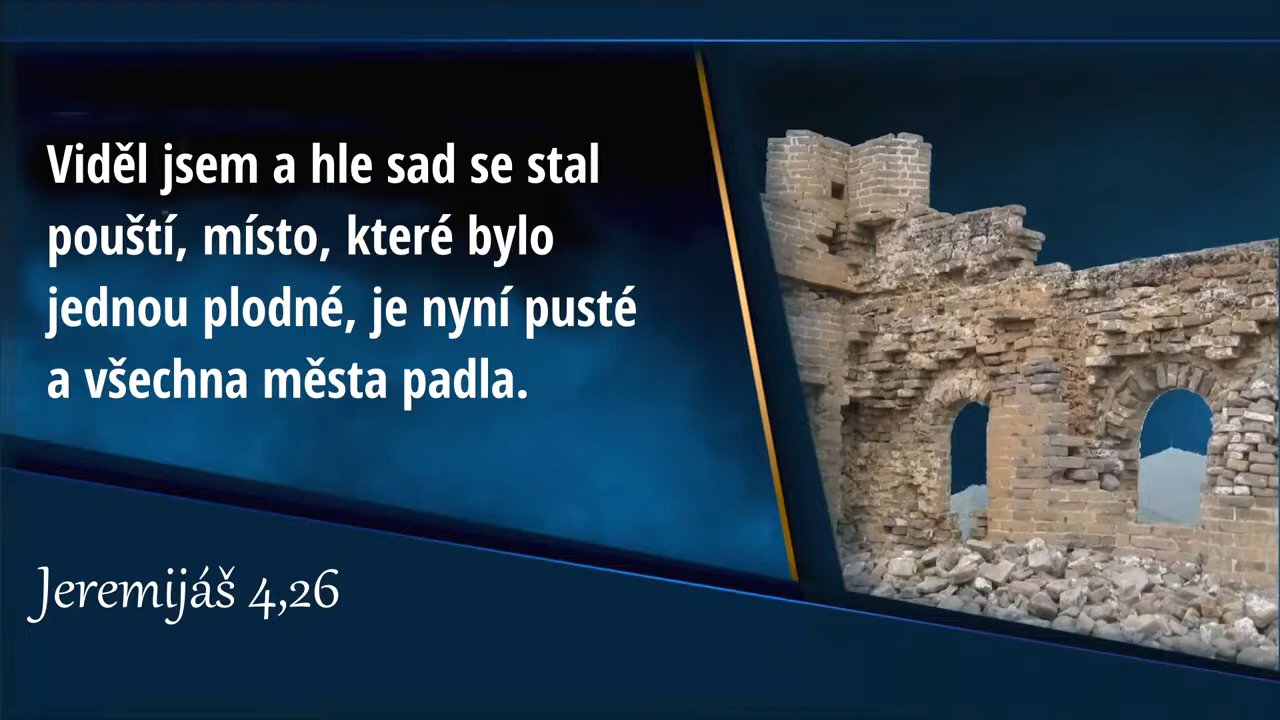 Viděl jsem a hle sad se stal
pouští, místo, které bylo
jednou plodné, je nyní pusté
a všechna města padla.
Jeremijáš 4,26